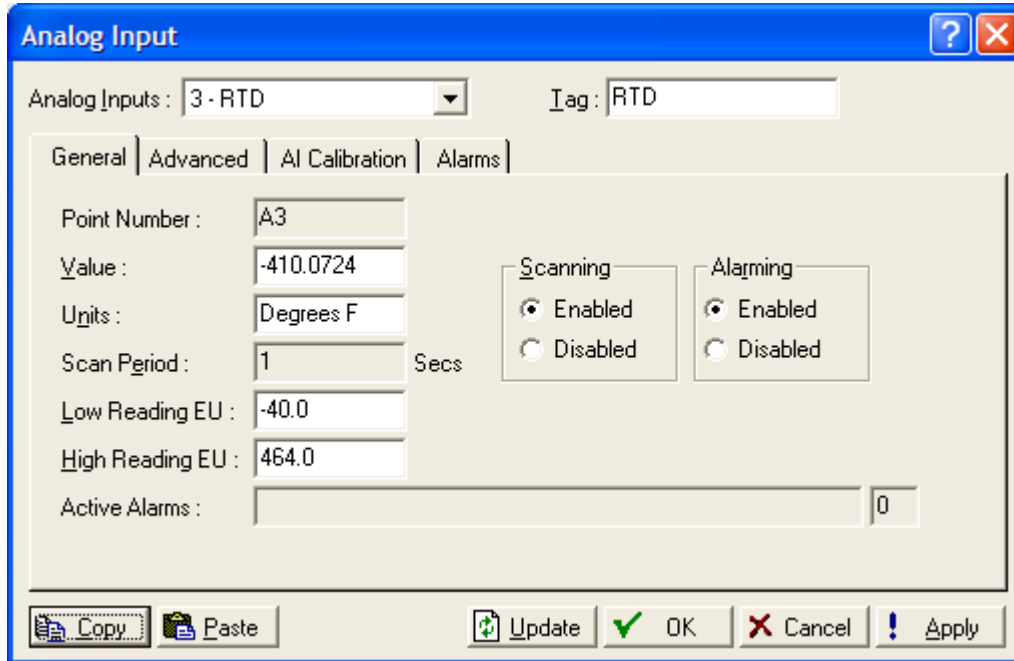 Analog Input
Analog Inputs : 3 - RTD Tag : RTD
General Advanced AI Calibration Alarms
Point Number : A3
Value : -410.0724 Scanning Alarming
Units : Degrees F Enabled Enabled
Scan Period : 1 Secs Disabled Disabled
Low Reading EU : -40.0
High Reading EU : 464.0
Active Alarms : 0
Copy Paste Update OK Cancel Apply